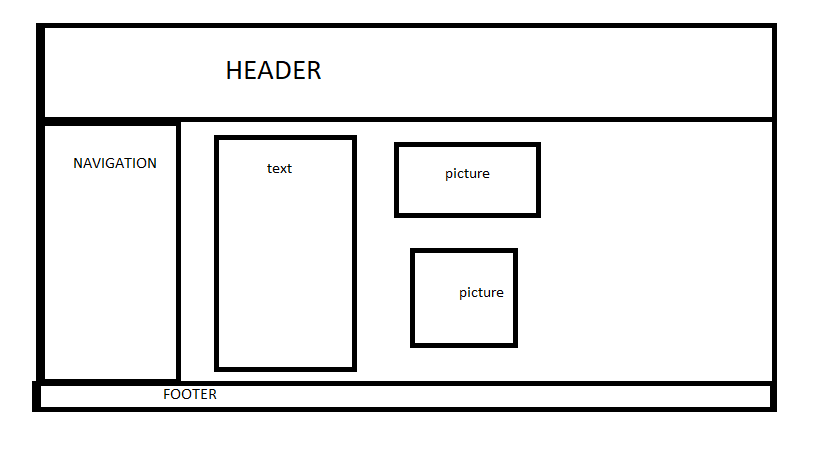 HEADER
NAVIGATION
text
picture
picture
FOOTER